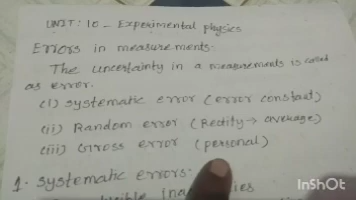 UNIT: 10 - Experimental physics
Errors in measurements.
The uncertainty in a measurements is called
as error.
(i) systematic error (error constant)
(ii) Random error (Rectify → average)
(iii) Gross error (personal)
1. systematic errors:
InShOt